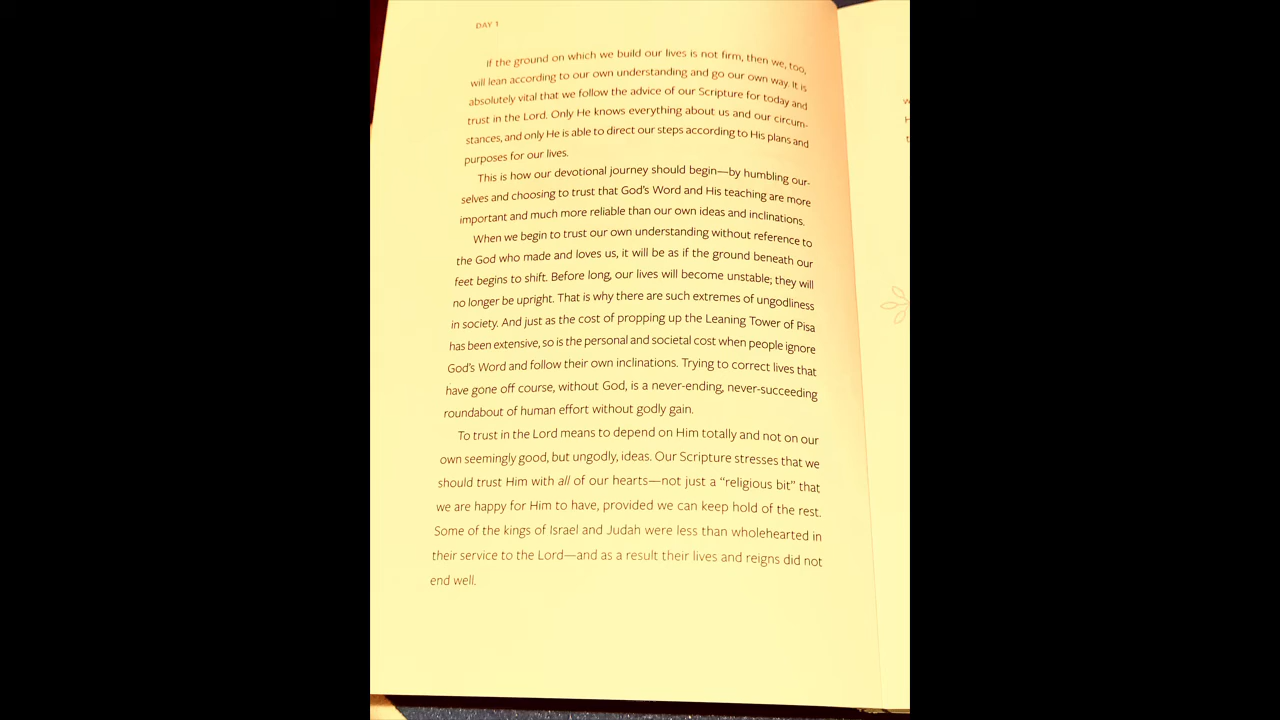 DAY 1
If the ground on which we build our lives is not firm, then we, too,
will lean according to our own understanding and go our own way. It is
absolutely vital that we follow the advice of our Scripture for today and
trust in the Lord. Only He knows everything about us and our circum-
stances, and only He is able to direct our steps according to His plans and
purposes for our lives.
This is how our devotional journey should begin—by humbling our-
selves and choosing to trust that God's Word and His teaching are more
important and much more reliable than our own ideas and inclinations.
When we begin to trust our own understanding without reference to
the God who made and loves us, it will be as if the ground beneath our
feet begins to shift. Before long, our lives will become unstable; they will
no longer be upright. That is why there are such extremes of ungodliness
in society. And just as the cost of propping up the Leaning Tower of Pisa
has been extensive, so is the personal and societal cost when people ignore
God's Word and follow their own inclinations. Trying to correct lives that
have gone off course, without God, is a never-ending, never-succeeding
roundabout of human effort without godly gain.
To trust in the Lord means to depend on Him totally and not on our
own seemingly good, but ungodly, ideas. Our Scripture stresses that we
should trust Him with all of our hearts—not just a "religious bit" that
we are happy for Him to have, provided we can keep hold of the rest.
Some of the kings of Israel and Judah were less than wholehearted in
their service to the Lord—and as a result their lives and reigns did not
end well.